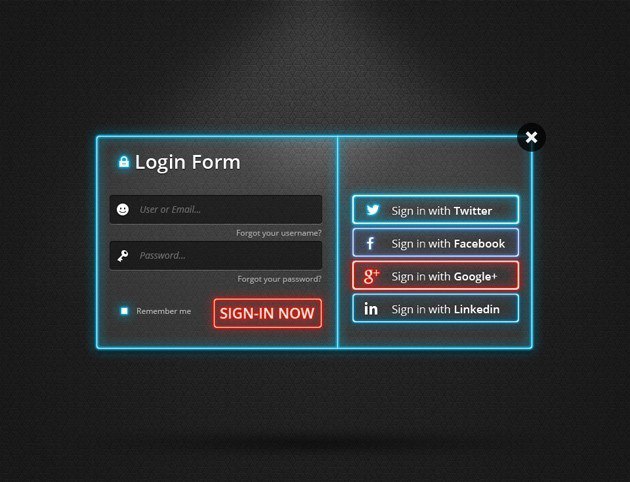 Login Form
User or Email...
Forgot your username?
Password...
Forgot your password?
Remember me
SIGN-IN NOW
Sign in with Twitter
f Sign in with Facebook
g+ Sign in with Google+
in Sign in with Linkedin